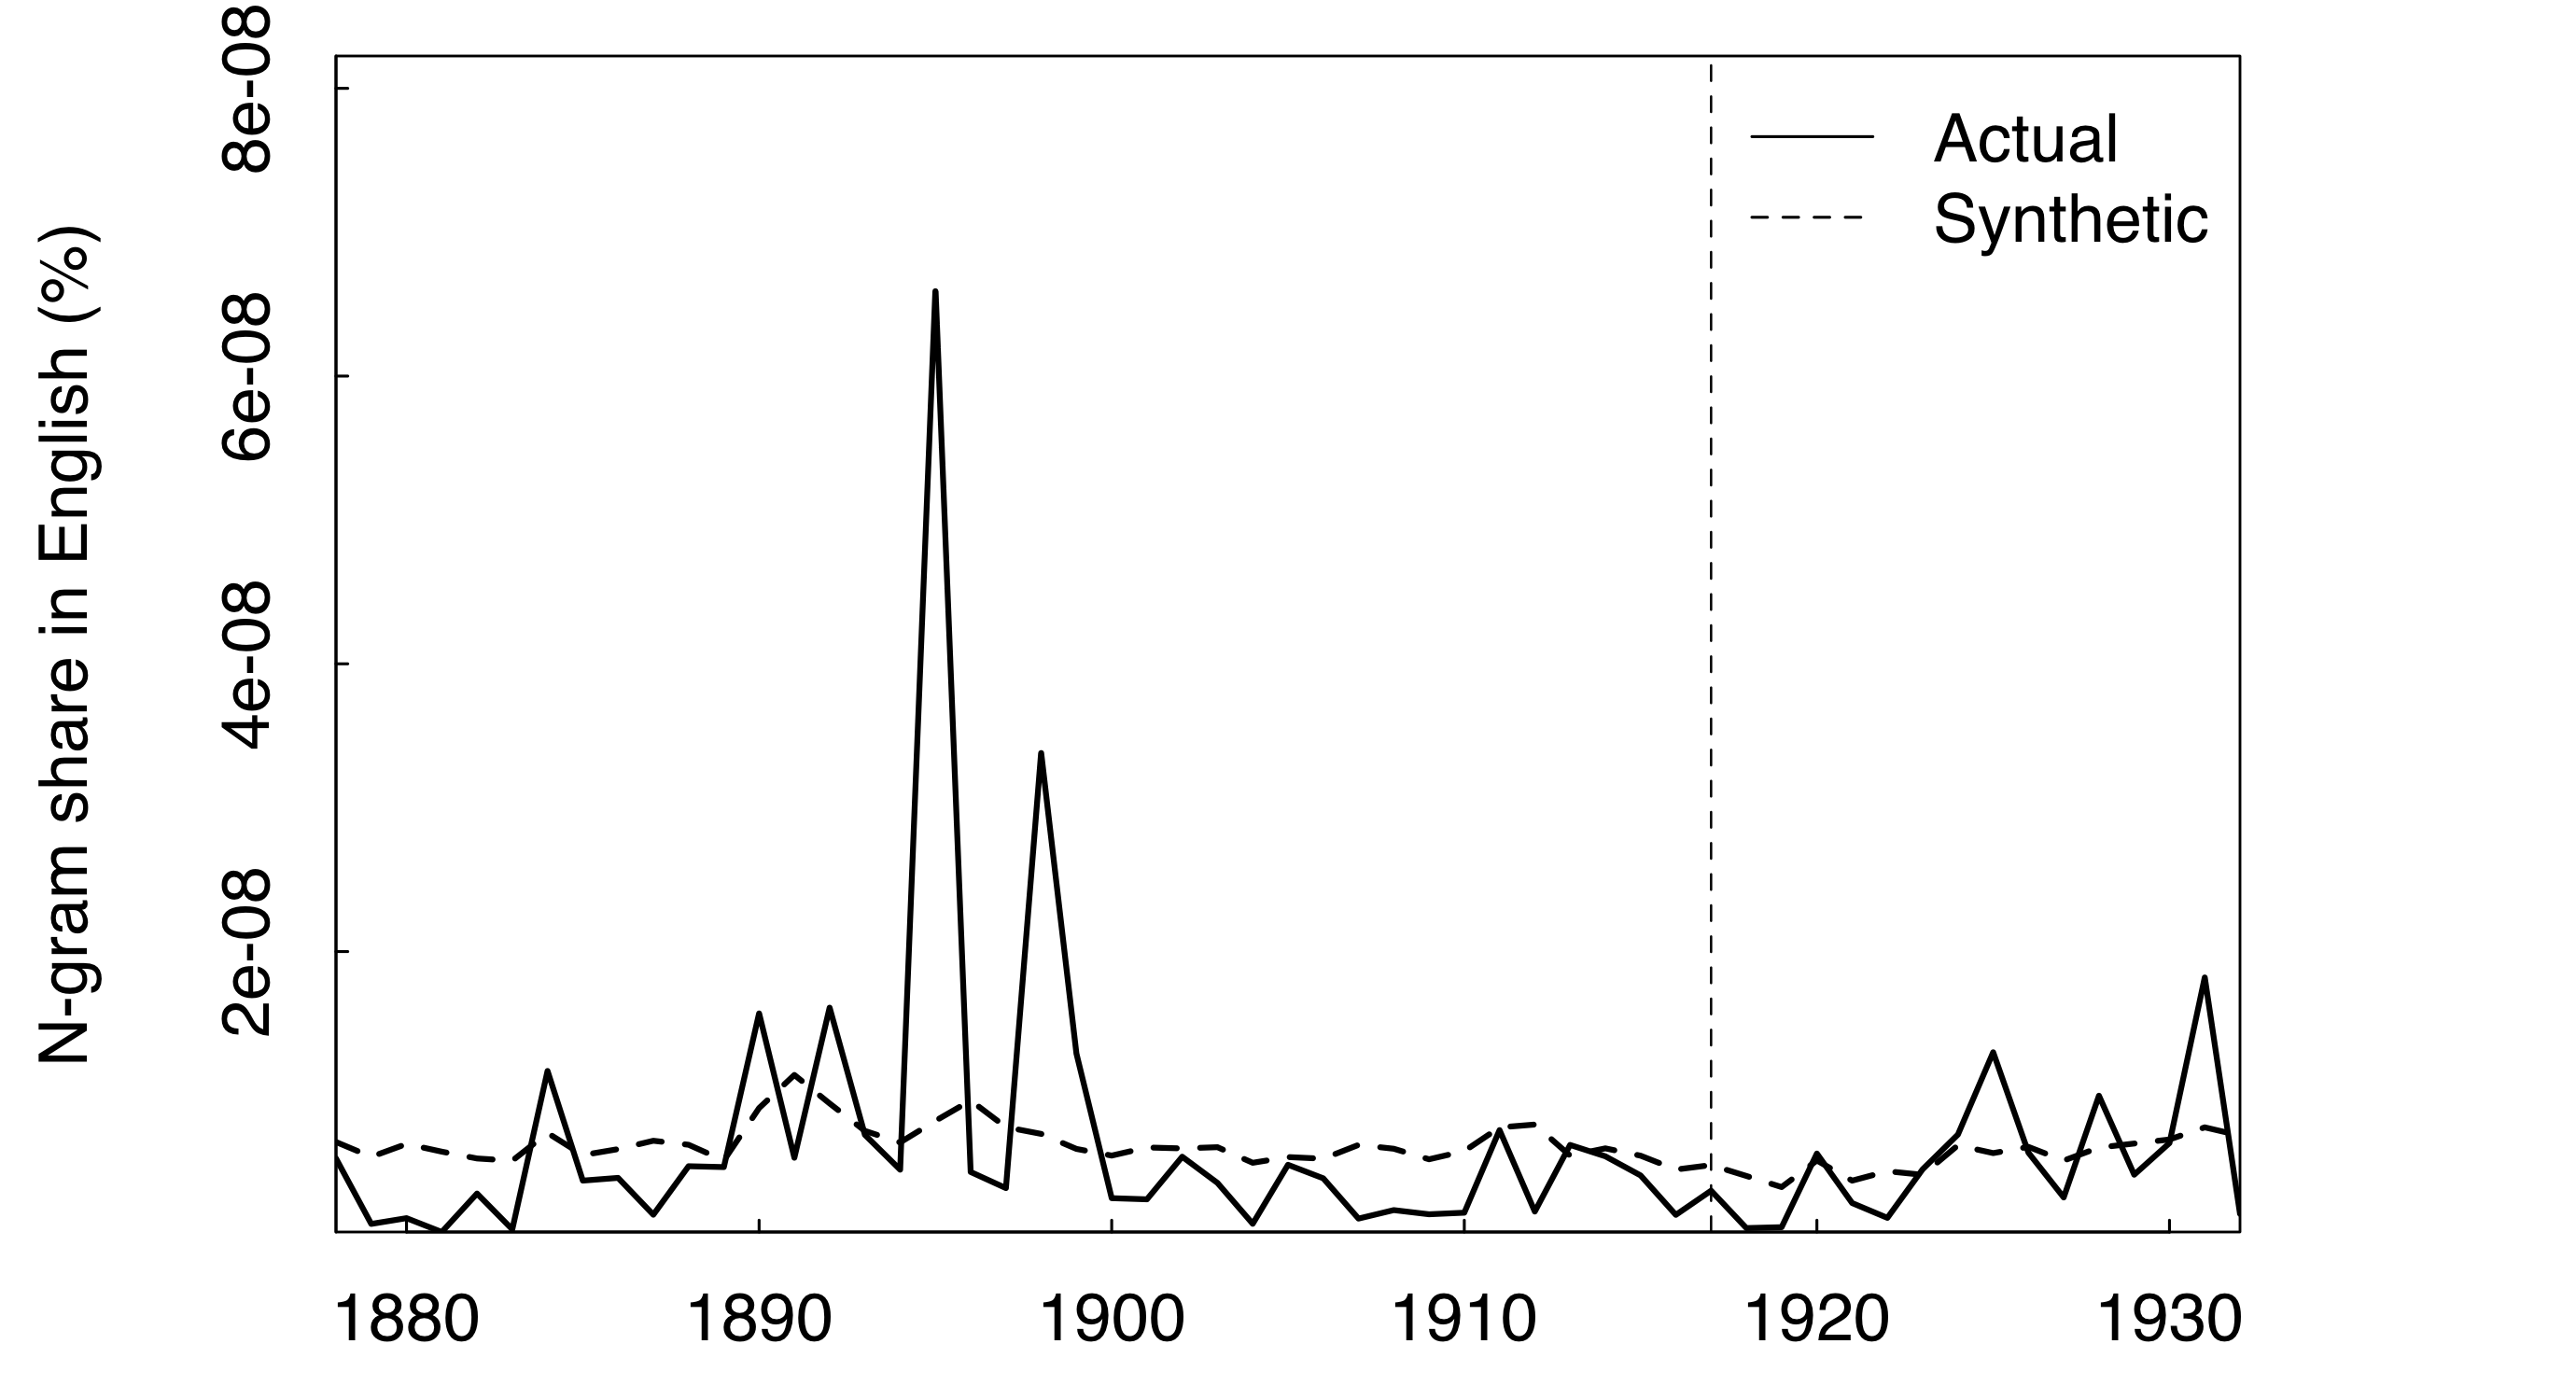 N-gram share in English (%)
8e-08
6e-08
4e-08
2e-08
Actual
Synthetic
1880 1890 1900 1910 1920 1930